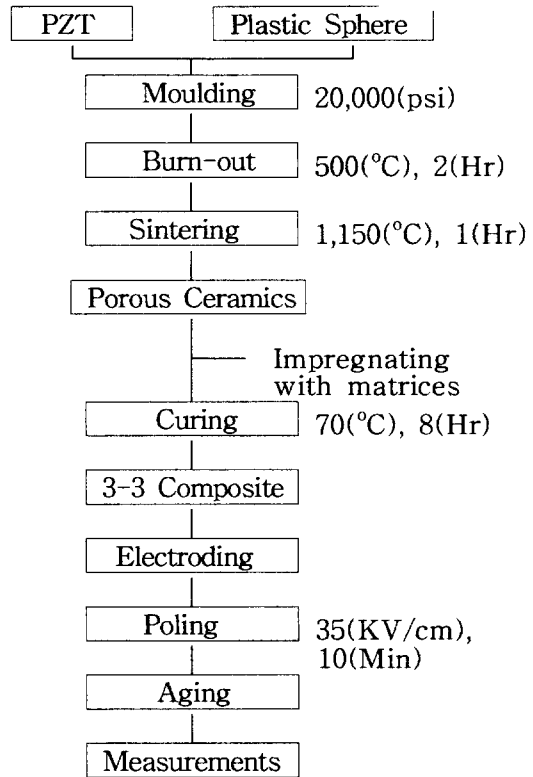 PZT
Plastic Sphere
Moulding
20,000(psi)
Burn-out
500(°C), 2(Hr)
Sintering
1,150(°C), 1(Hr)
Porous Ceramics
Impregnating
with matrices
Curing
70(°C), 8(Hr)
3-3 Composite
Electroding
Poling
35(KV/cm),
10(Min)
Aging
Measurements